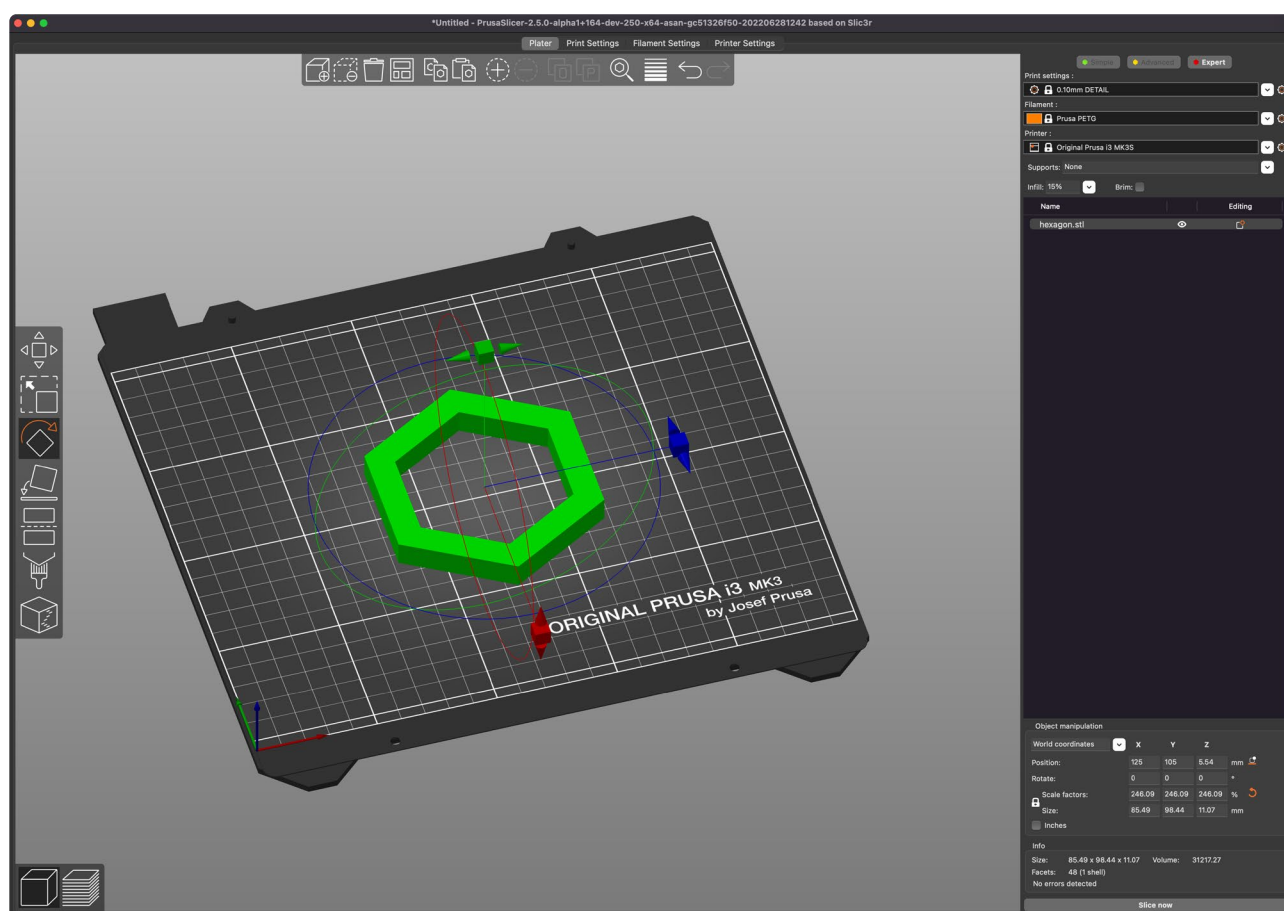 *Untitled - PrusaSlicer-2.5.0-alpha1+164-dev-250-x64-asan-gc51326f50-202206281242 based on Slic3r
Plater Print Settings Filament Settings Printer Settings
Simple Advanced Expert
Print settings :
0.10mm DETAIL
Filament :
Prusa PETG
Printer :
Original Prusa i3 MK3S
Supports: None
Infill: 15% Brim:
Name Editing
hexagon.stl
ORIGINAL PRUSA i3 MK3
by Josef Prusa
Object manipulation
World coordinates X Y Z
Position: 125 105 5.54 mm
Rotate: 0 0 0 °
Scale factors: 246.09 246.09 246.09 %
Size: 85.49 98.44 11.07 mm
Inches
Info
Size: 85.49 x 98.44 x 11.07 Volume: 31217.27
Facets: 48 (1 shell)
No errors detected
Slice now